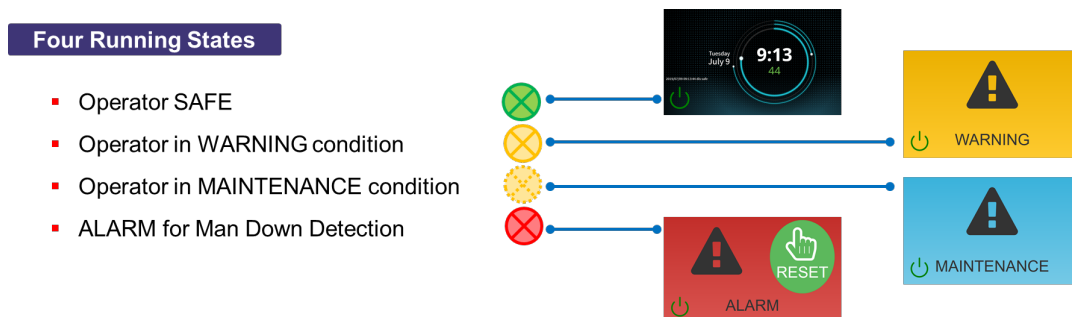 Four Running States
Operator SAFE
Operator in WARNING condition
Operator in MAINTENANCE condition
ALARM for Man Down Detection
Tuesday
July 9
9:13
44
WARNING
MAINTENANCE
RESET
ALARM